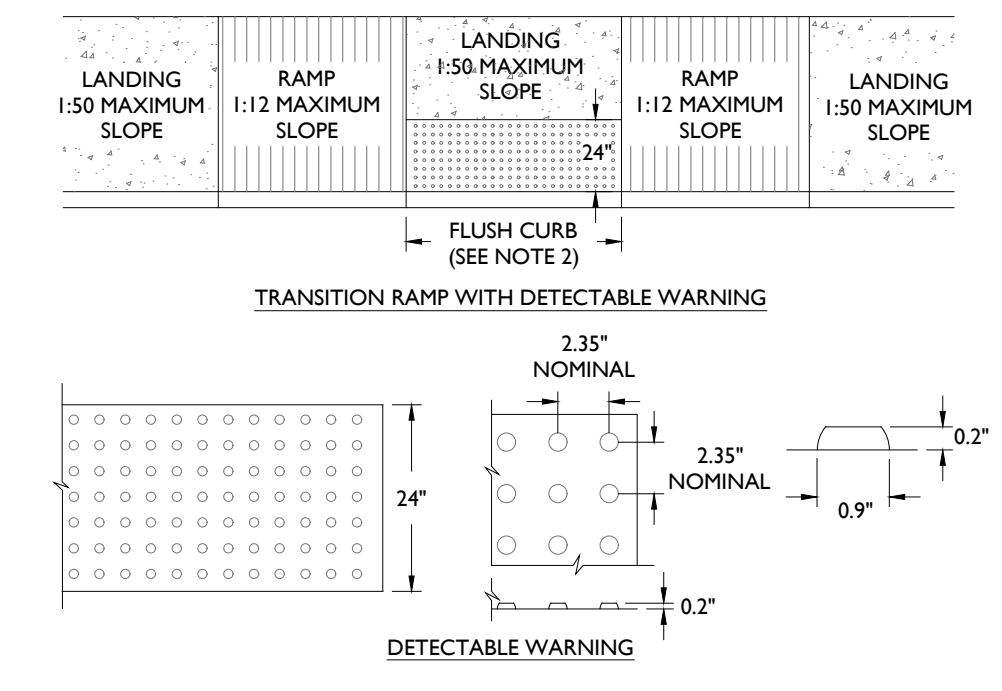 LANDING
1:50 MAXIMUM
SLOPE
RAMP
1:12 MAXIMUM
SLOPE
LANDING
1:50 MAXIMUM
SLOPE
24"
RAMP
1:12 MAXIMUM
SLOPE
LANDING
1:50 MAXIMUM
SLOPE
FLUSH CURB
(SEE NOTE 2)
TRANSITION RAMP WITH DETECTABLE WARNING
24"
2.35"
NOMINAL
2.35"
NOMINAL
0.2"
0.2"
0.9"
DETECTABLE WARNING